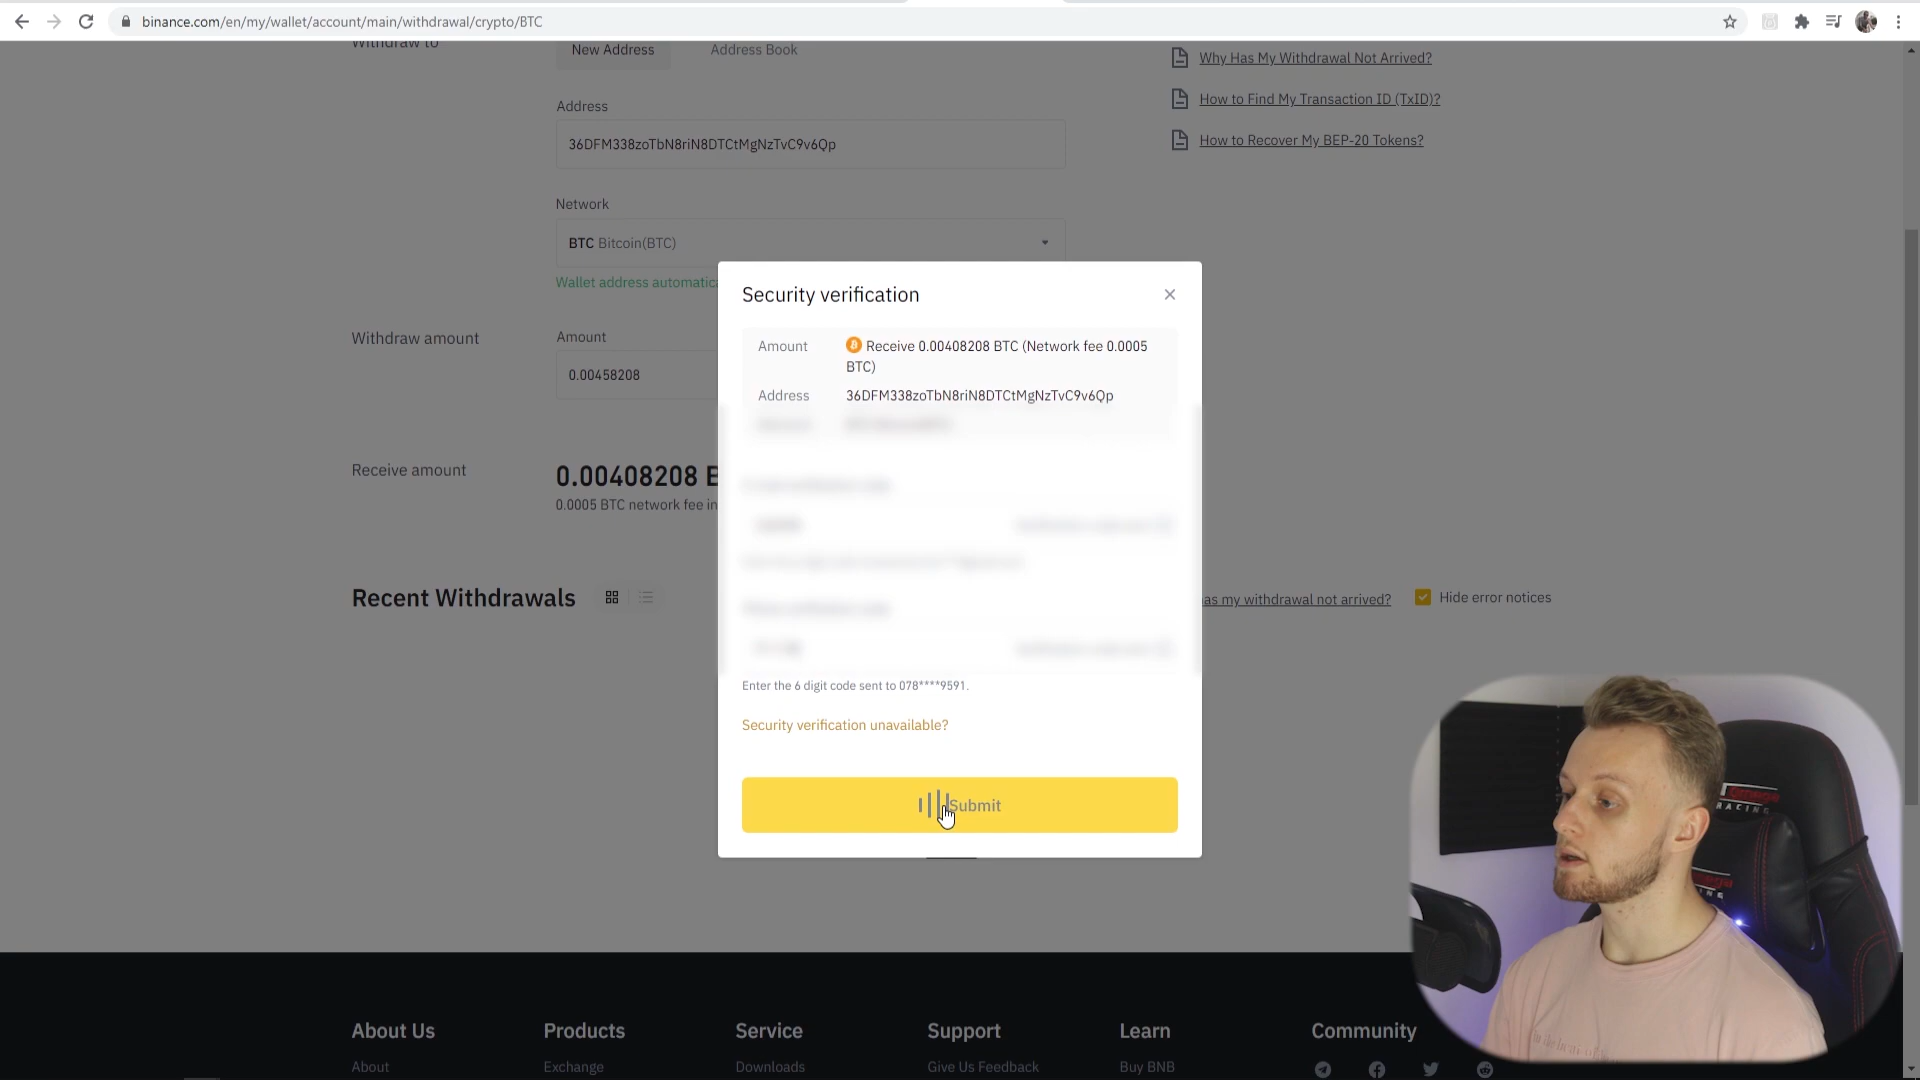 binance.com/en/my/wallet/account/main/withdrawal/crypto/BTC
Withdraw to
New Address
Address Book
Why Has My Withdrawal Not Arrived?
How to Find My Transaction ID (TxID)?
How to Recover My BEP-20 Tokens?
Address
36DFM338zoTbN8riN8DTCtMgNzTvC9v6Qp
Network
BTC Bitcoin(BTC)
Wallet address automatica
Withdraw amount
Amount
0.00458208
Receive amount
0.00408208 B
0.0005 BTC network fee in
Security verification
Amount
Receive 0.00408208 BTC (Network fee 0.0005
BTC)
Address
36DFM338zoTbN8riN8DTCtMgNzTvC9v6Qp
Enter the 6 digit code sent to 078****9591.
Security verification unavailable?
Submit
Recent Withdrawals
as my withdrawal not arrived?
Hide error notices
About Us
Products
Service
Support
Learn
Community
About
Exchange
Downloads
Give Us Feedback
Buy BNB
RACING